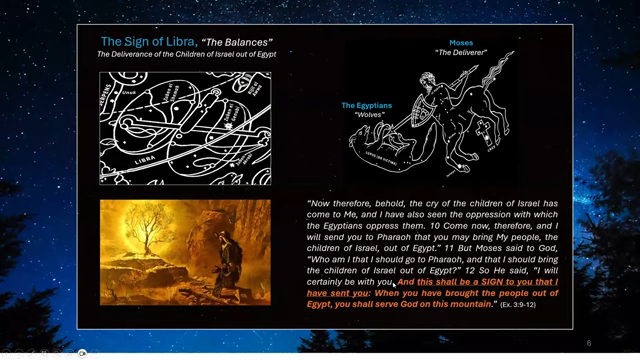 The Sign of Libra, "The Balances"
The Deliverance of the Children of Israel out of Egypt
Moses
"The Deliverer"
The Egyptians
"Wolves"
LIBRA
"Now therefore, behold, the cry of the children of Israel has
come to Me, and I have also seen the oppression with which
the Egyptians oppress them. 10 Come now, therefore, and I
will send you to Pharaoh that you may bring My people, the
children of Israel, out of Egypt." 11 But Moses said to God,
"Who am I that I should go to Pharaoh, and that I should bring
the children of Israel out of Egypt?" 12 So He said, "I will
certainly be with you. And this shall be a SIGN to you that I
have sent you: When you have brought the people out of
Egypt, you shall serve God on this mountain." (Ex. 3:9-12)
6